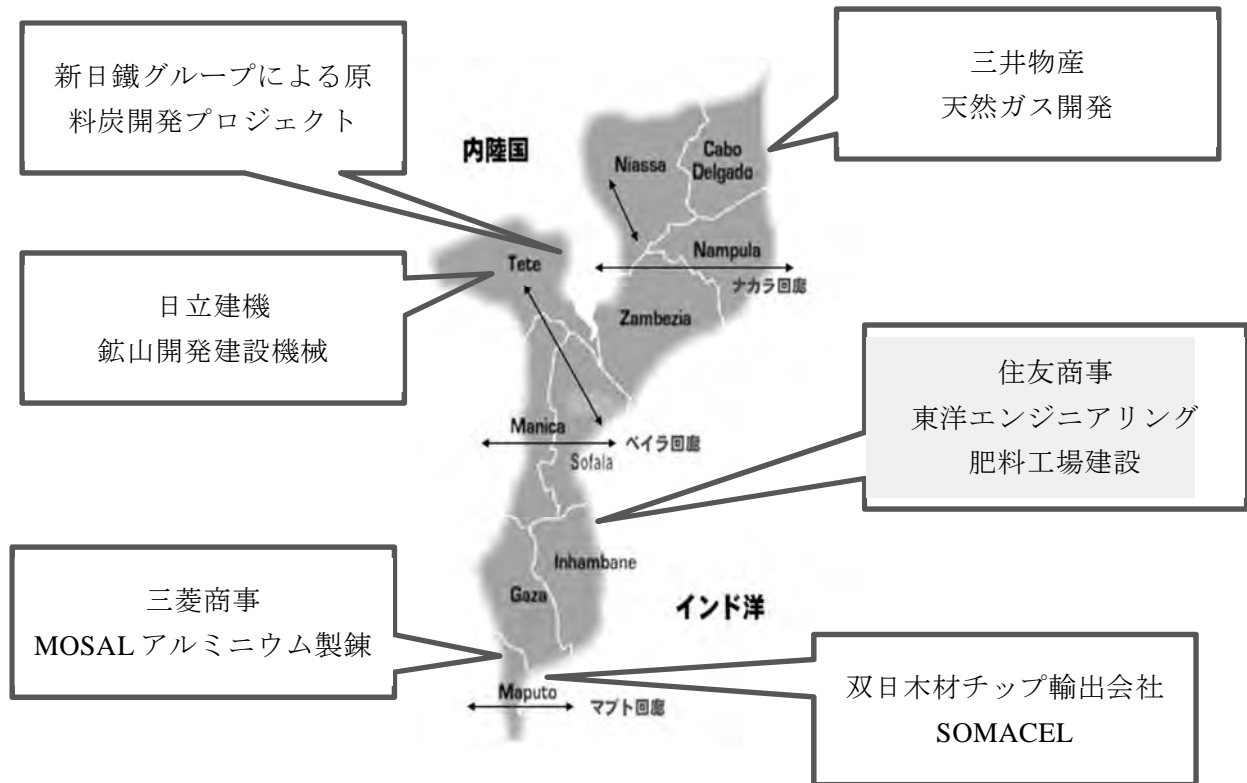 新日鐵グループによる原
料炭開発プロジェクト
三井物産
天然ガス開発
内陸国
Niassa
Cabo
Delgado
Nampula
ナカラ回廊
Tete
Zambezia
日立建機
鉱山開発建設機械
住友商事
東洋エンジニアリング
肥料工場建設
Manica
ベイラ回廊
Sofala
Inhambane
Gaza
インド洋
三菱商事
MOSAL アルミニウム製錬
Maputo
マプト回廊
双日木材チップ輸出会社
SOMACEL